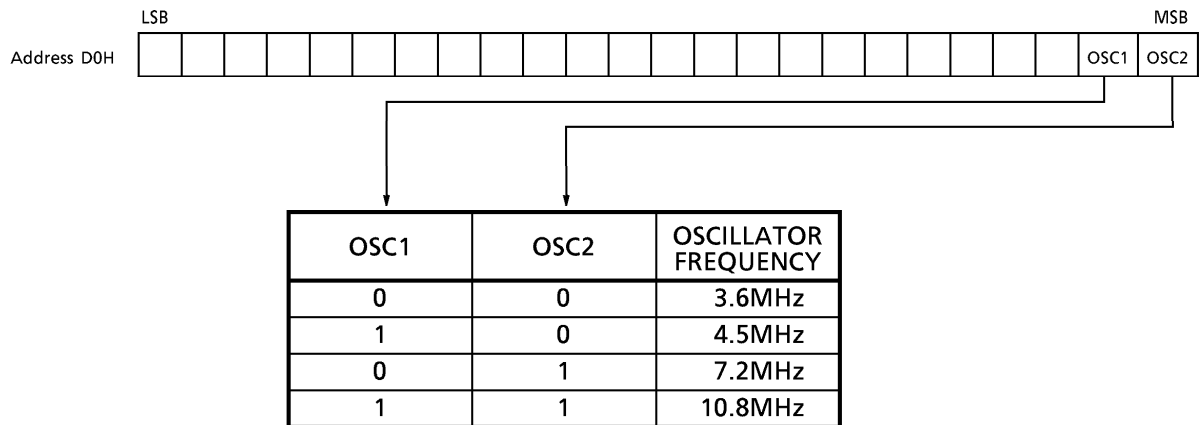 LSB MSB
Address D0H OSC1 OSC2
OSC1 OSC2 OSCILLATOR FREQUENCY
0 0 3.6MHz
1 0 4.5MHz
0 1 7.2MHz
1 1 10.8MHz